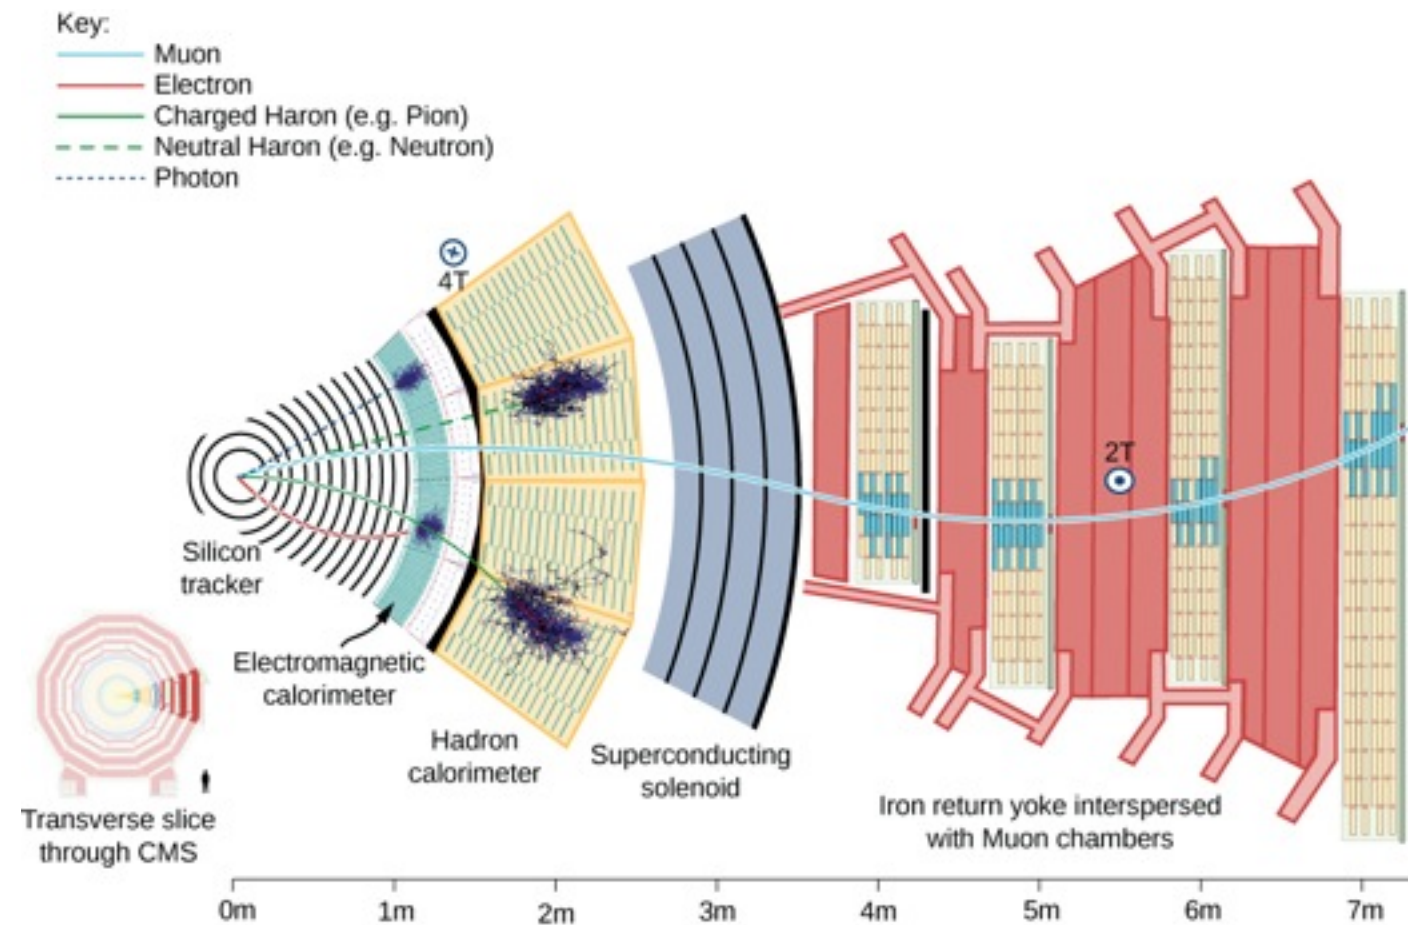 Key:
Muon
Electron
Charged Haron (e.g. Pion)
Neutral Haron (e.g. Neutron)
Photon
4T
2T
Silicon
tracker
Electromagnetic
calorimeter
Hadron
calorimeter
Superconducting
solenoid
Iron return yoke interspersed
with Muon chambers
Transverse slice
through CMS
0m 1m 2m 3m 4m 5m 6m 7m